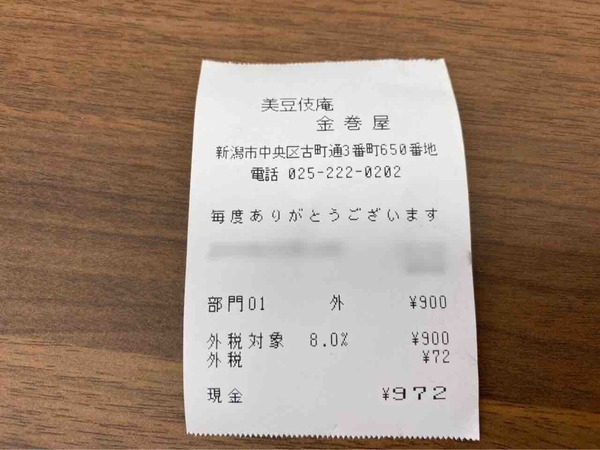 美豆伎庵
金巻屋
新潟市中央区古町通3番町650番地
電話 025-222-0202
毎度ありがとうございます
部門01 外 ¥900
外税対象 8.0% ¥900
外税 ¥72
現金 ¥972